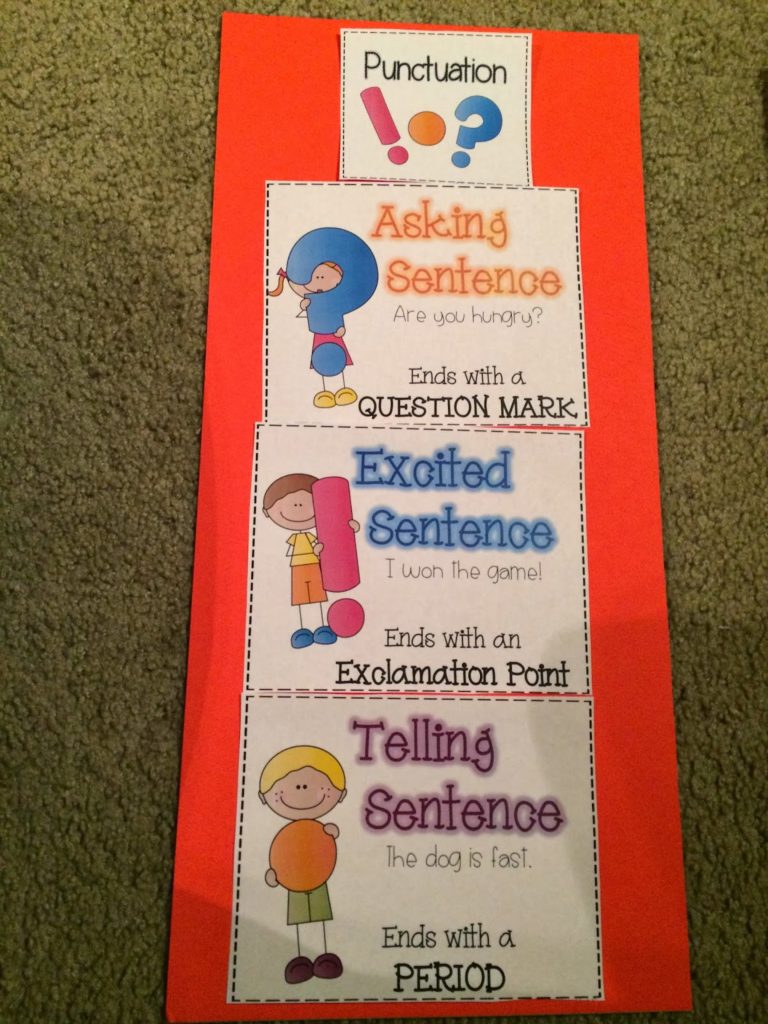 Punctuation
! . ?
Asking
Sentence
Are you hungry?
Ends with a
QUESTION MARK
Excited
Sentence
I won the game!
Ends with an
Exclamation Point
Telling
Sentence
The dog is fast.
Ends with a
PERIOD